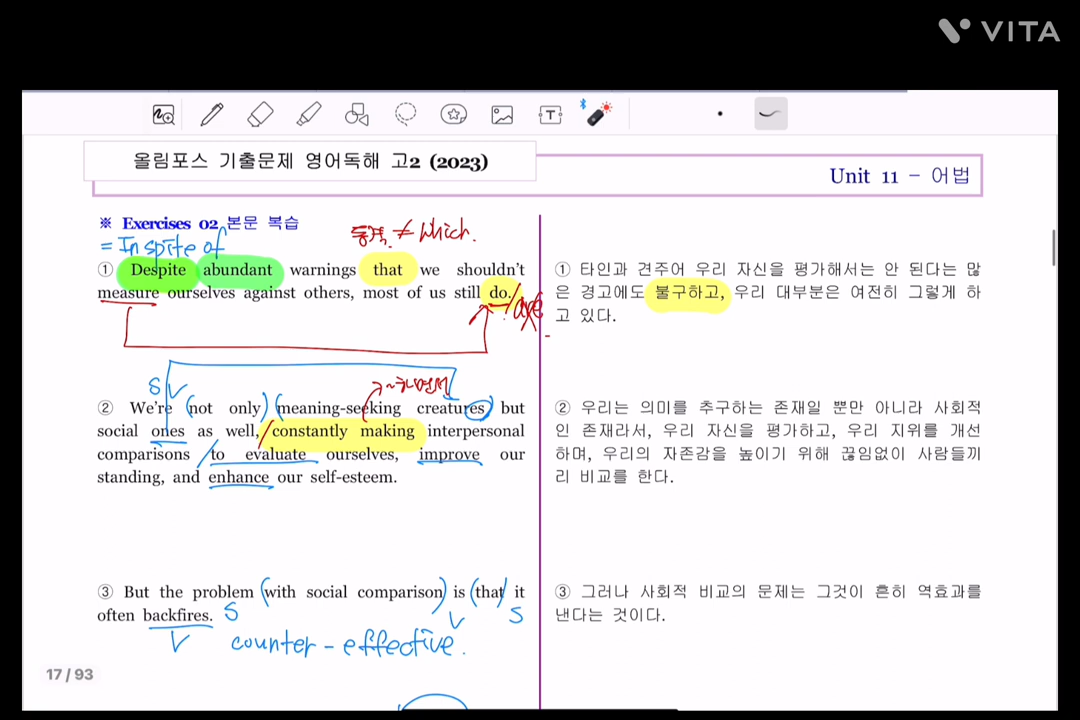 VITA
올림포스 기출문제 영어독해 고2 (2023)
Unit 11 - 어법
※ Exercises 02 본문 복습
= In spite of
동격 ≠ which.
① Despite abundant warnings that we shouldn't
measure ourselves against others, most of us still do.
/are
① 타인과 견주어 우리 자신을 평가해서는 안 된다는 많
은 경고에도 불구하고, 우리 대부분은 여전히 그렇게 하
고 있다.
S V
~하면서
② We're (not only) (meaning-seeking creatures) but
social ones as well, / constantly making interpersonal
comparisons / to evaluate ourselves, improve our
standing, and enhance our self-esteem.
② 우리는 의미를 추구하는 존재일 뿐만 아니라 사회적
인 존재라서, 우리 자신을 평가하고, 우리 지위를 개선
하며, 우리의 자존감을 높이기 위해 끊임없이 사람들끼
리 비교를 한다.
③ But the problem (with social comparison) is (that) it
often backfires.
S V S
V counter-effective.
③ 그러나 사회적 비교의 문제는 그것이 흔히 역효과를
낸다는 것이다.
17 / 93